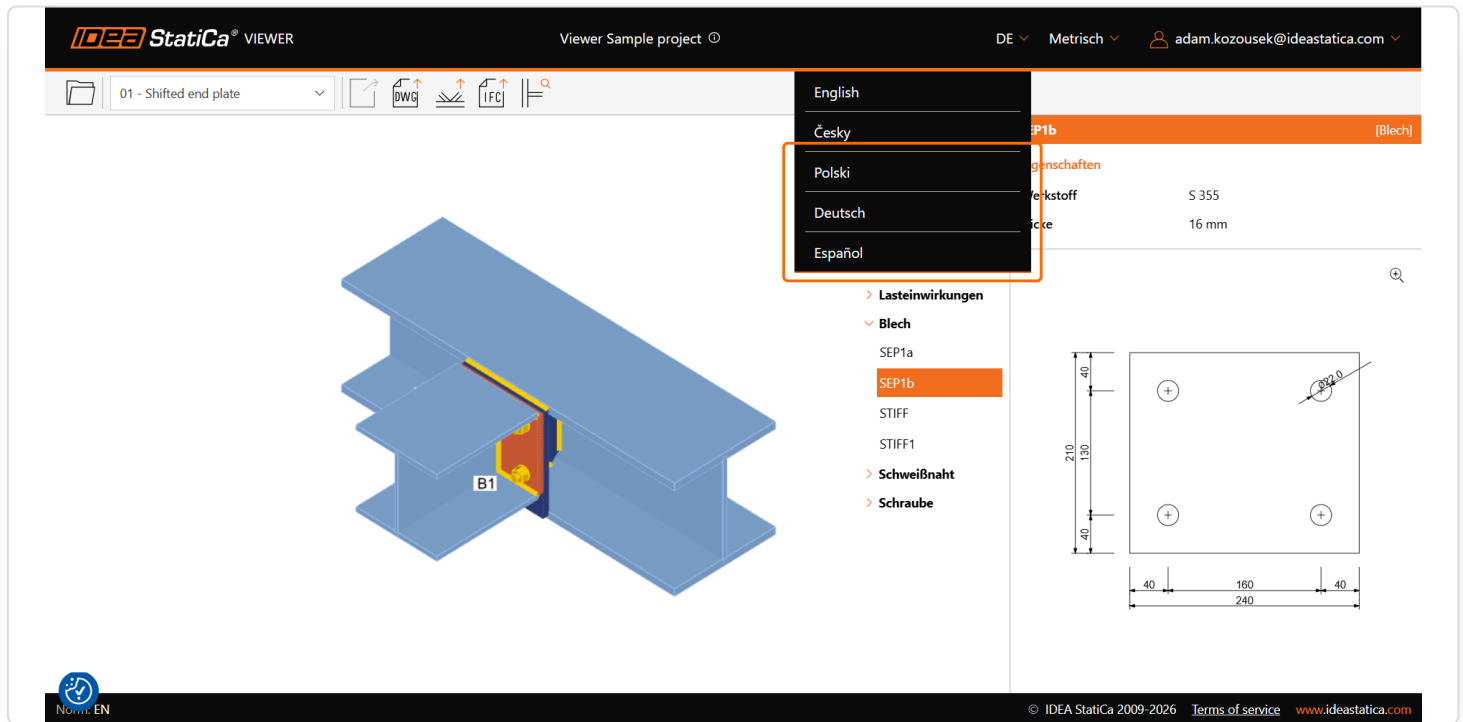 IDEA StatiCa® VIEWER
Viewer Sample project
DE
Metrisch
adam.kozousek@ideastatica.com
01 - Shifted end plate
DWG
IFC
English
Česky
Polski
Deutsch
Español
[Blech]
S 355
16 mm
Lasteinwirkungen
Blech
SEP1a
SEP1b
STIFF
STIFF1
Schweißnaht
Schraube
B1
40
ø22.0
210
130
40
40
160
40
240
EN
© IDEA StatiCa 2009-2026
Terms of service
www.ideastatica.com